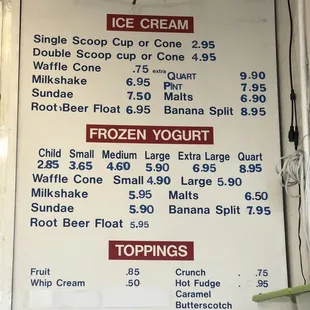 ICE CREAM
Single Scoop Cup or Cone 2.95
Double Scoop cup or Cone 4.95
Waffle Cone .75 extra QUART 9.90
Milkshake 6.95 PINT 7.95
Sundae 7.50 Malts 6.90
Root Beer Float 6.95 Banana Split 8.95
FROZEN YOGURT
Child Small Medium Large Extra Large Quart
2.85 3.65 4.60 5.90 6.95 8.95
Waffle Cone Small 4.90 Large 5.90
Milkshake 5.95 Malts 6.50
Sundae 5.90 Banana Split 7.95
Root Beer Float 5.95
TOPPINGS
Fruit .85 Crunch .75
Whip Cream .50 Hot Fudge .95
Caramel
Butterscotch